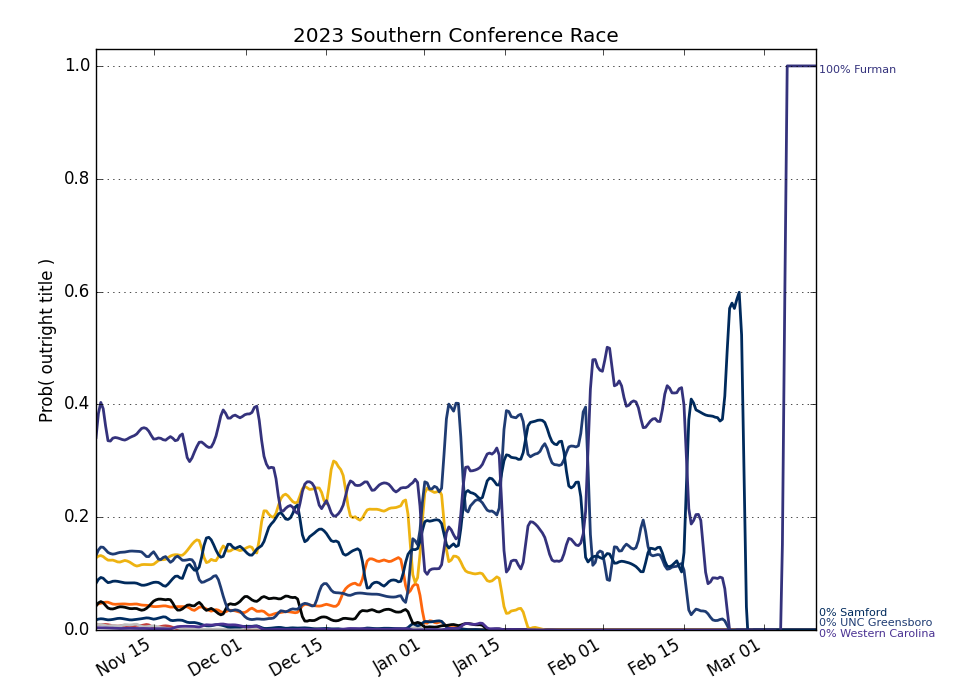 2023 Southern Conference Race
Prob( outright title )
1.0
0.8
0.6
0.4
0.2
0.0
Nov 15
Dec 01
Dec 15
Jan 01
Jan 15
Feb 01
Feb 15
Mar 01
100% Furman
0% Samford
0% UNC Greensboro
0% Western Carolina